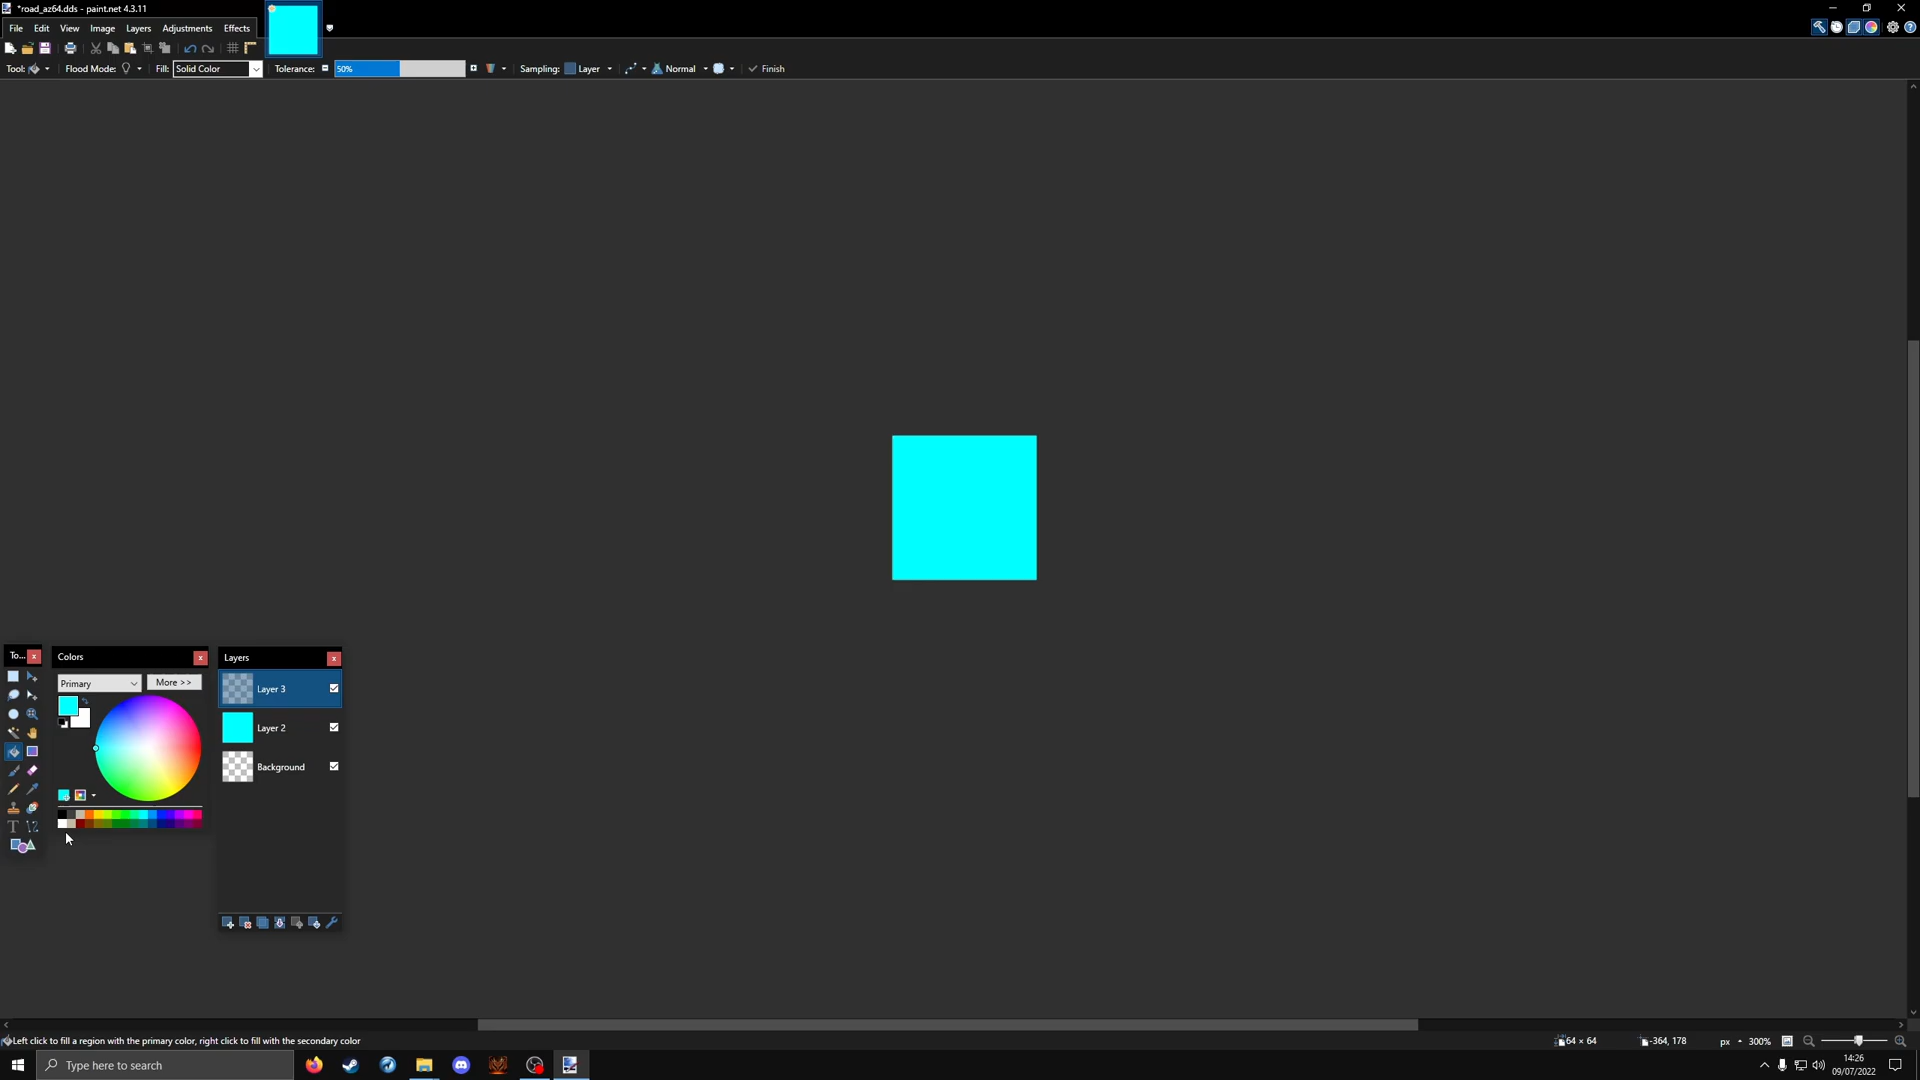 *road_az64.dds - paint.net 4.3.11
File Edit View Image Layers Adjustments Effects
Tool: Flood Mode: Fill: Solid Color Tolerance: 50% Sampling: Layer Normal Finish
To... Colors Layers
Primary More >> Layer 3
Layer 2
Background
Left click to fill a region with the primary color, right click to fill with the secondary color
64 × 64 -364, 178 px 300%
Type here to search
14:26
09/07/2022